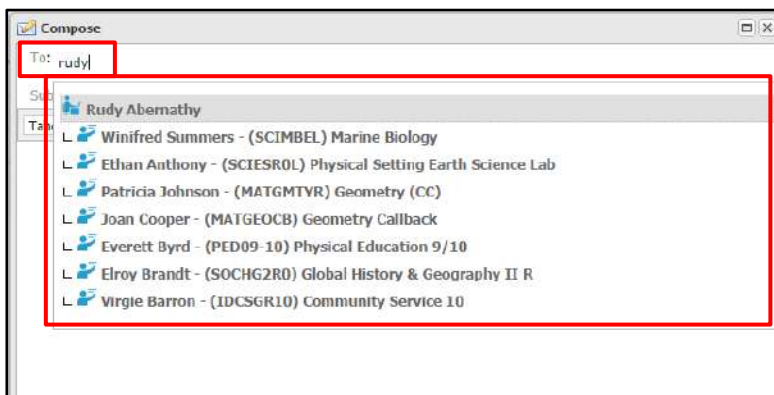 Compose
To: rudy
Sub
Rudy Abernathy
Tah
Winifred Summers - (SCIMBEL) Marine Biology
Ethan Anthony - (SCIESR0L) Physical Setting Earth Science Lab
Patricia Johnson - (MATGMTYR) Geometry (CC)
Joan Cooper - (MATGEOCB) Geometry Callback
Everett Byrd - (PED09-10) Physical Education 9/10
Elroy Brandt - (SOCHG2R0) Global History & Geography II R
Virgie Barron - (IDCSGR10) Community Service 10